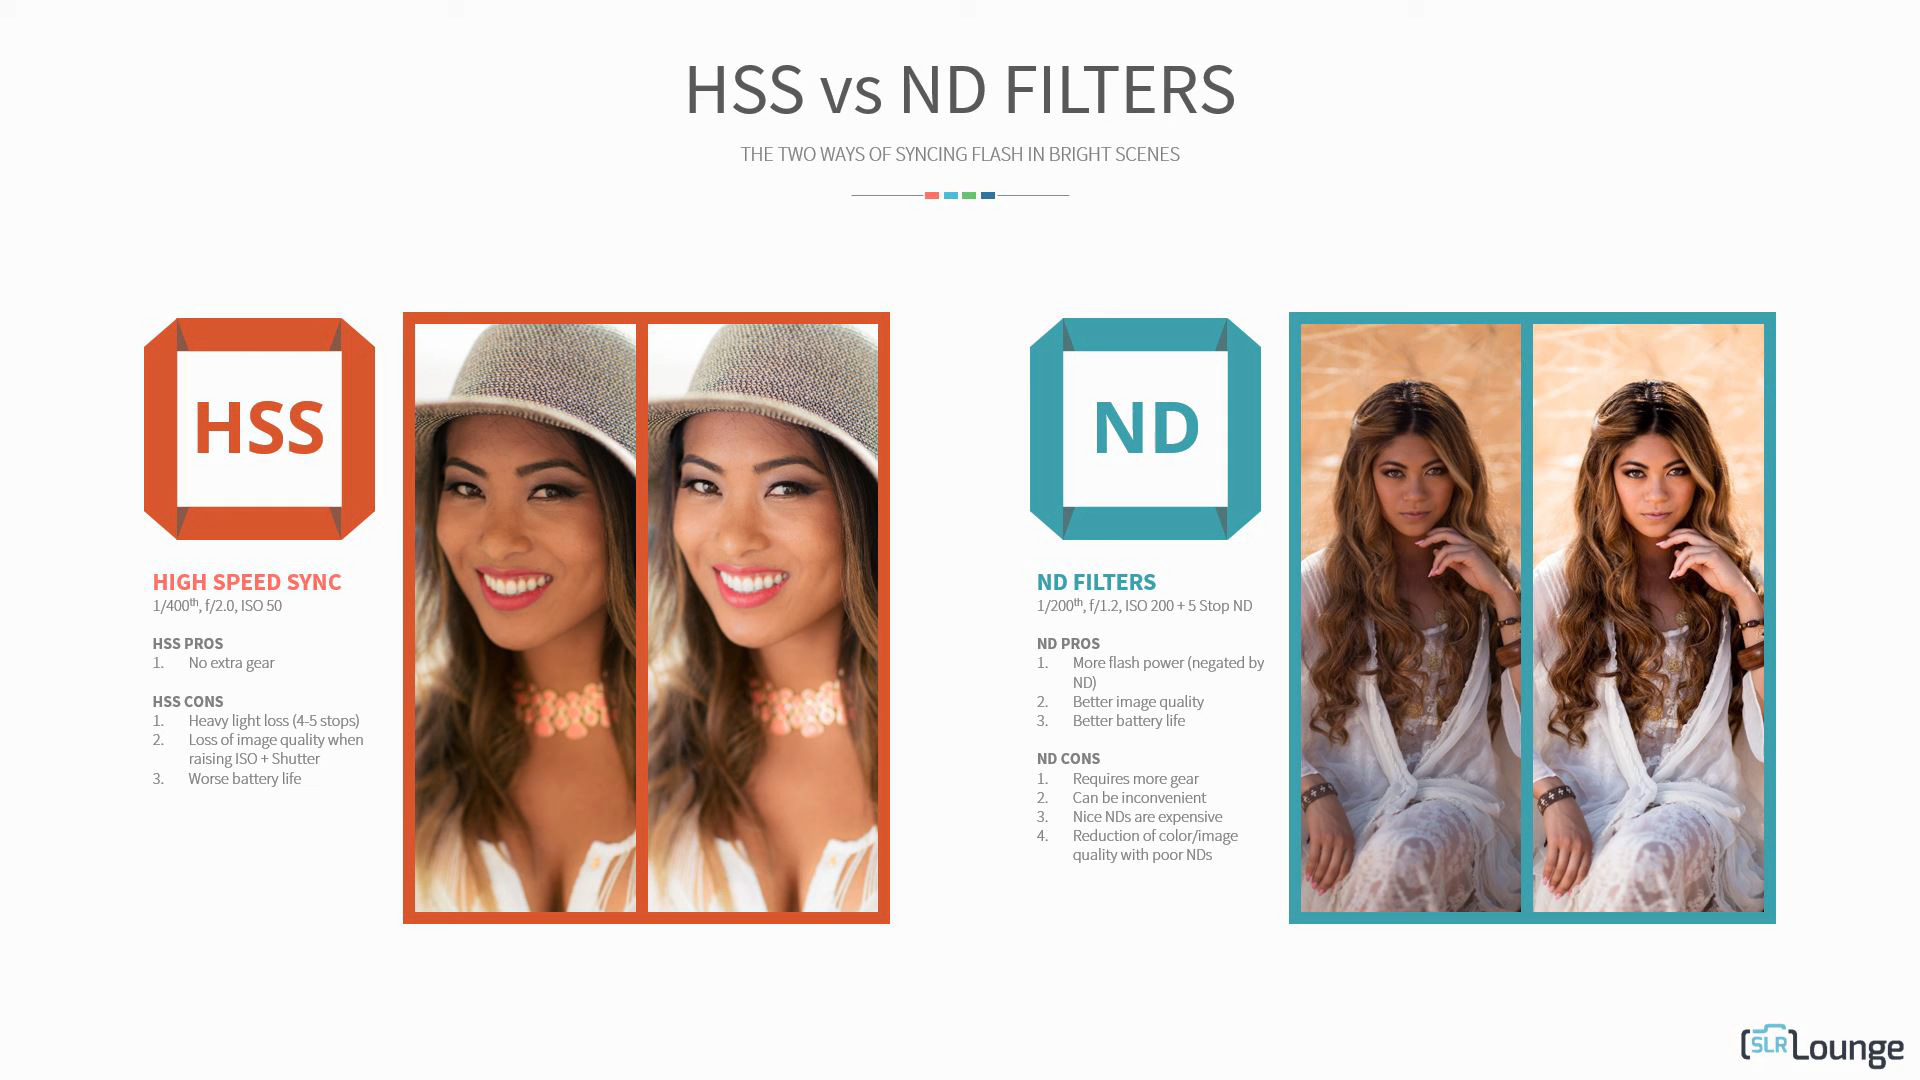 HSS vs ND FILTERS
THE TWO WAYS OF SYNCING FLASH IN BRIGHT SCENES
HSS
HIGH SPEED SYNC
1/400th, f/2.0, ISO 50
HSS PROS
1. No extra gear
HSS CONS
1. Heavy light loss (4-5 stops)
2. Loss of image quality when
raising ISO + Shutter
3. Worse battery life
ND
ND FILTERS
1/200th, f/1.2, ISO 200 + 5 Stop ND
ND PROS
1. More flash power (negated by
ND)
2. Better image quality
3. Better battery life
ND CONS
1. Requires more gear
2. Can be inconvenient
3. Nice NDs are expensive
4. Reduction of color/image
quality with poor NDs
[SLR]Lounge